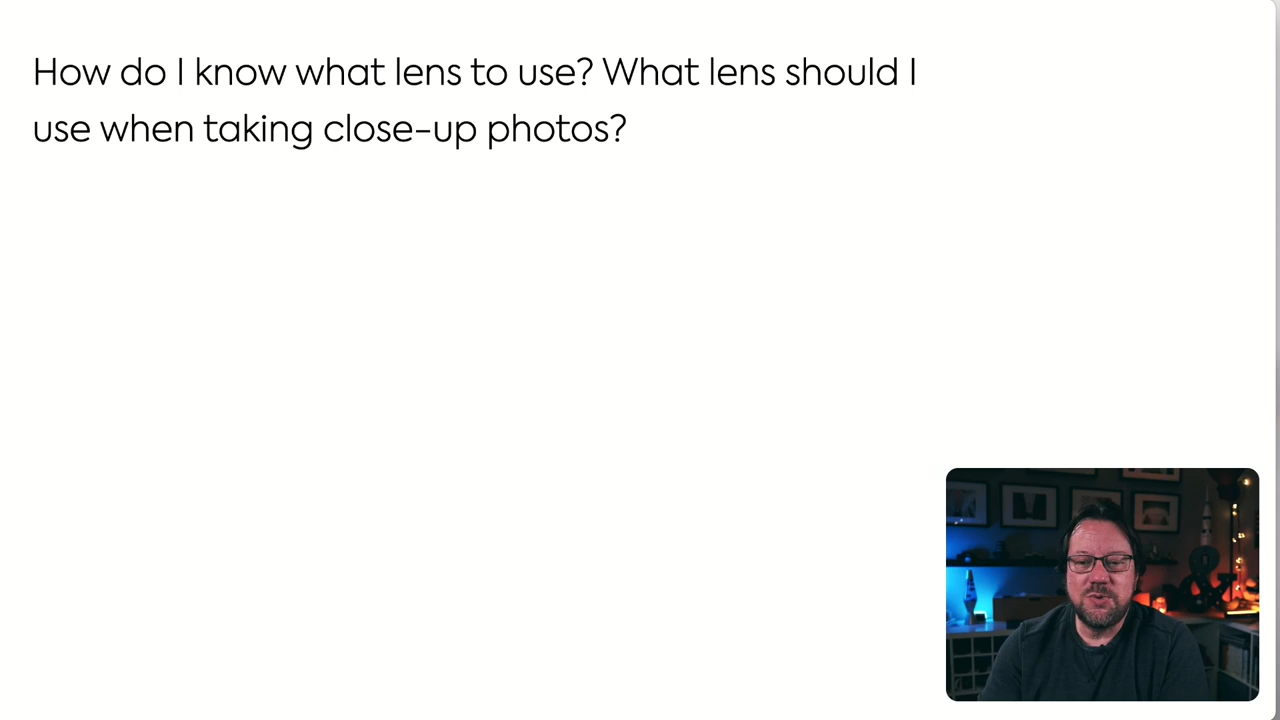 How do I know what lens to use? What lens should I
use when taking close-up photos?